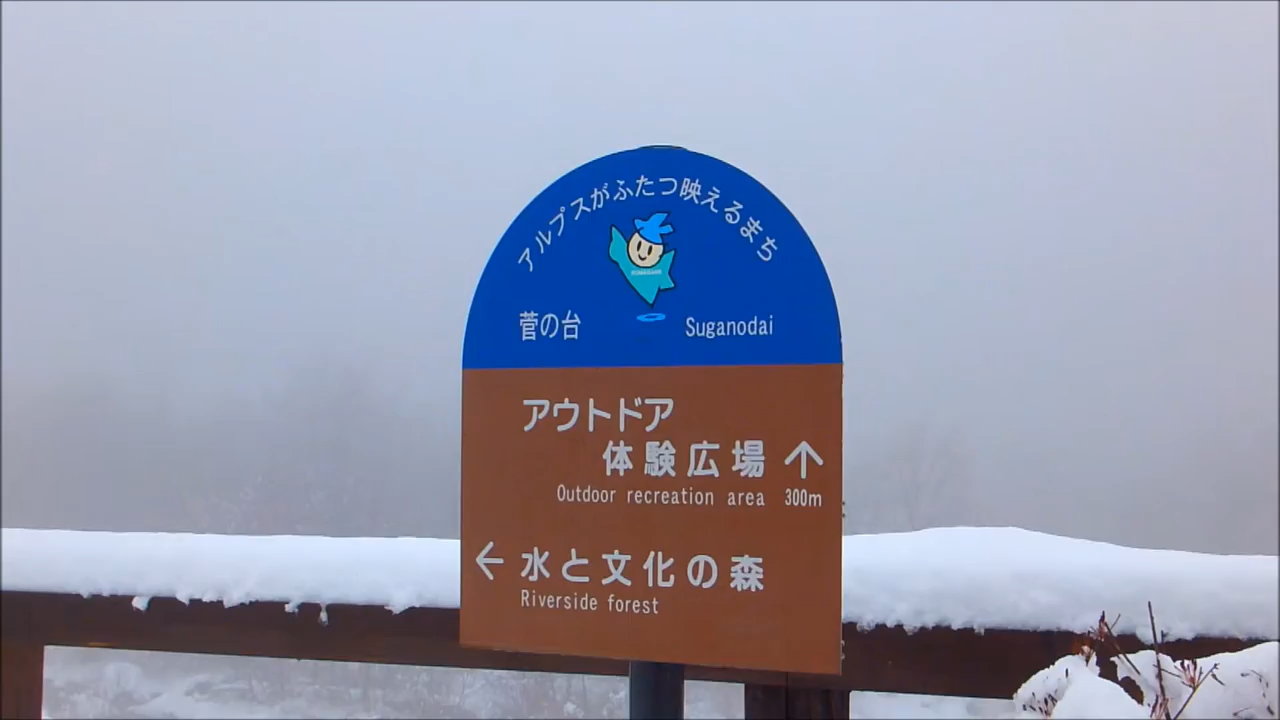 アルプスがふたつ映えるまち
菅の台 Suganodai
アウトドア
体験広場 ↑
Outdoor recreation area 300m
← 水と文化の森
Riverside forest